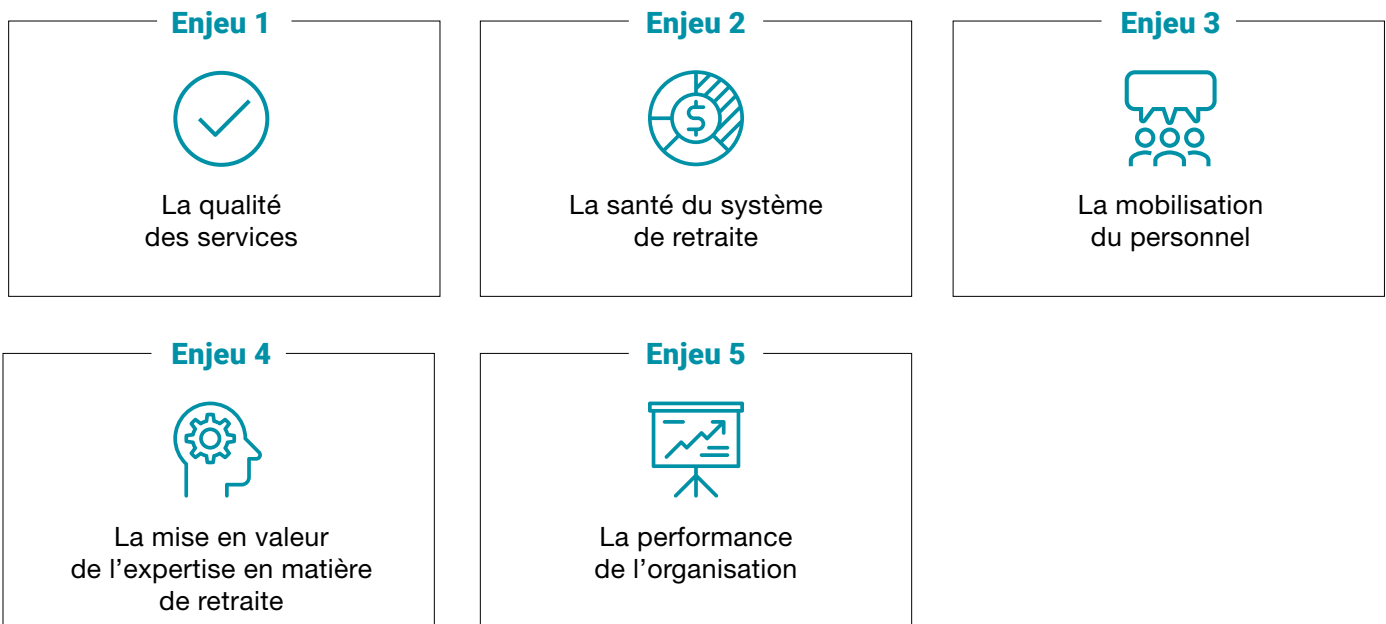 Enjeu 1
La qualité
des services
Enjeu 2
$
La santé du système
de retraite
Enjeu 3
La mobilisation
du personnel
Enjeu 4
La mise en valeur
de l’expertise en matière
de retraite
Enjeu 5
La performance
de l’organisation